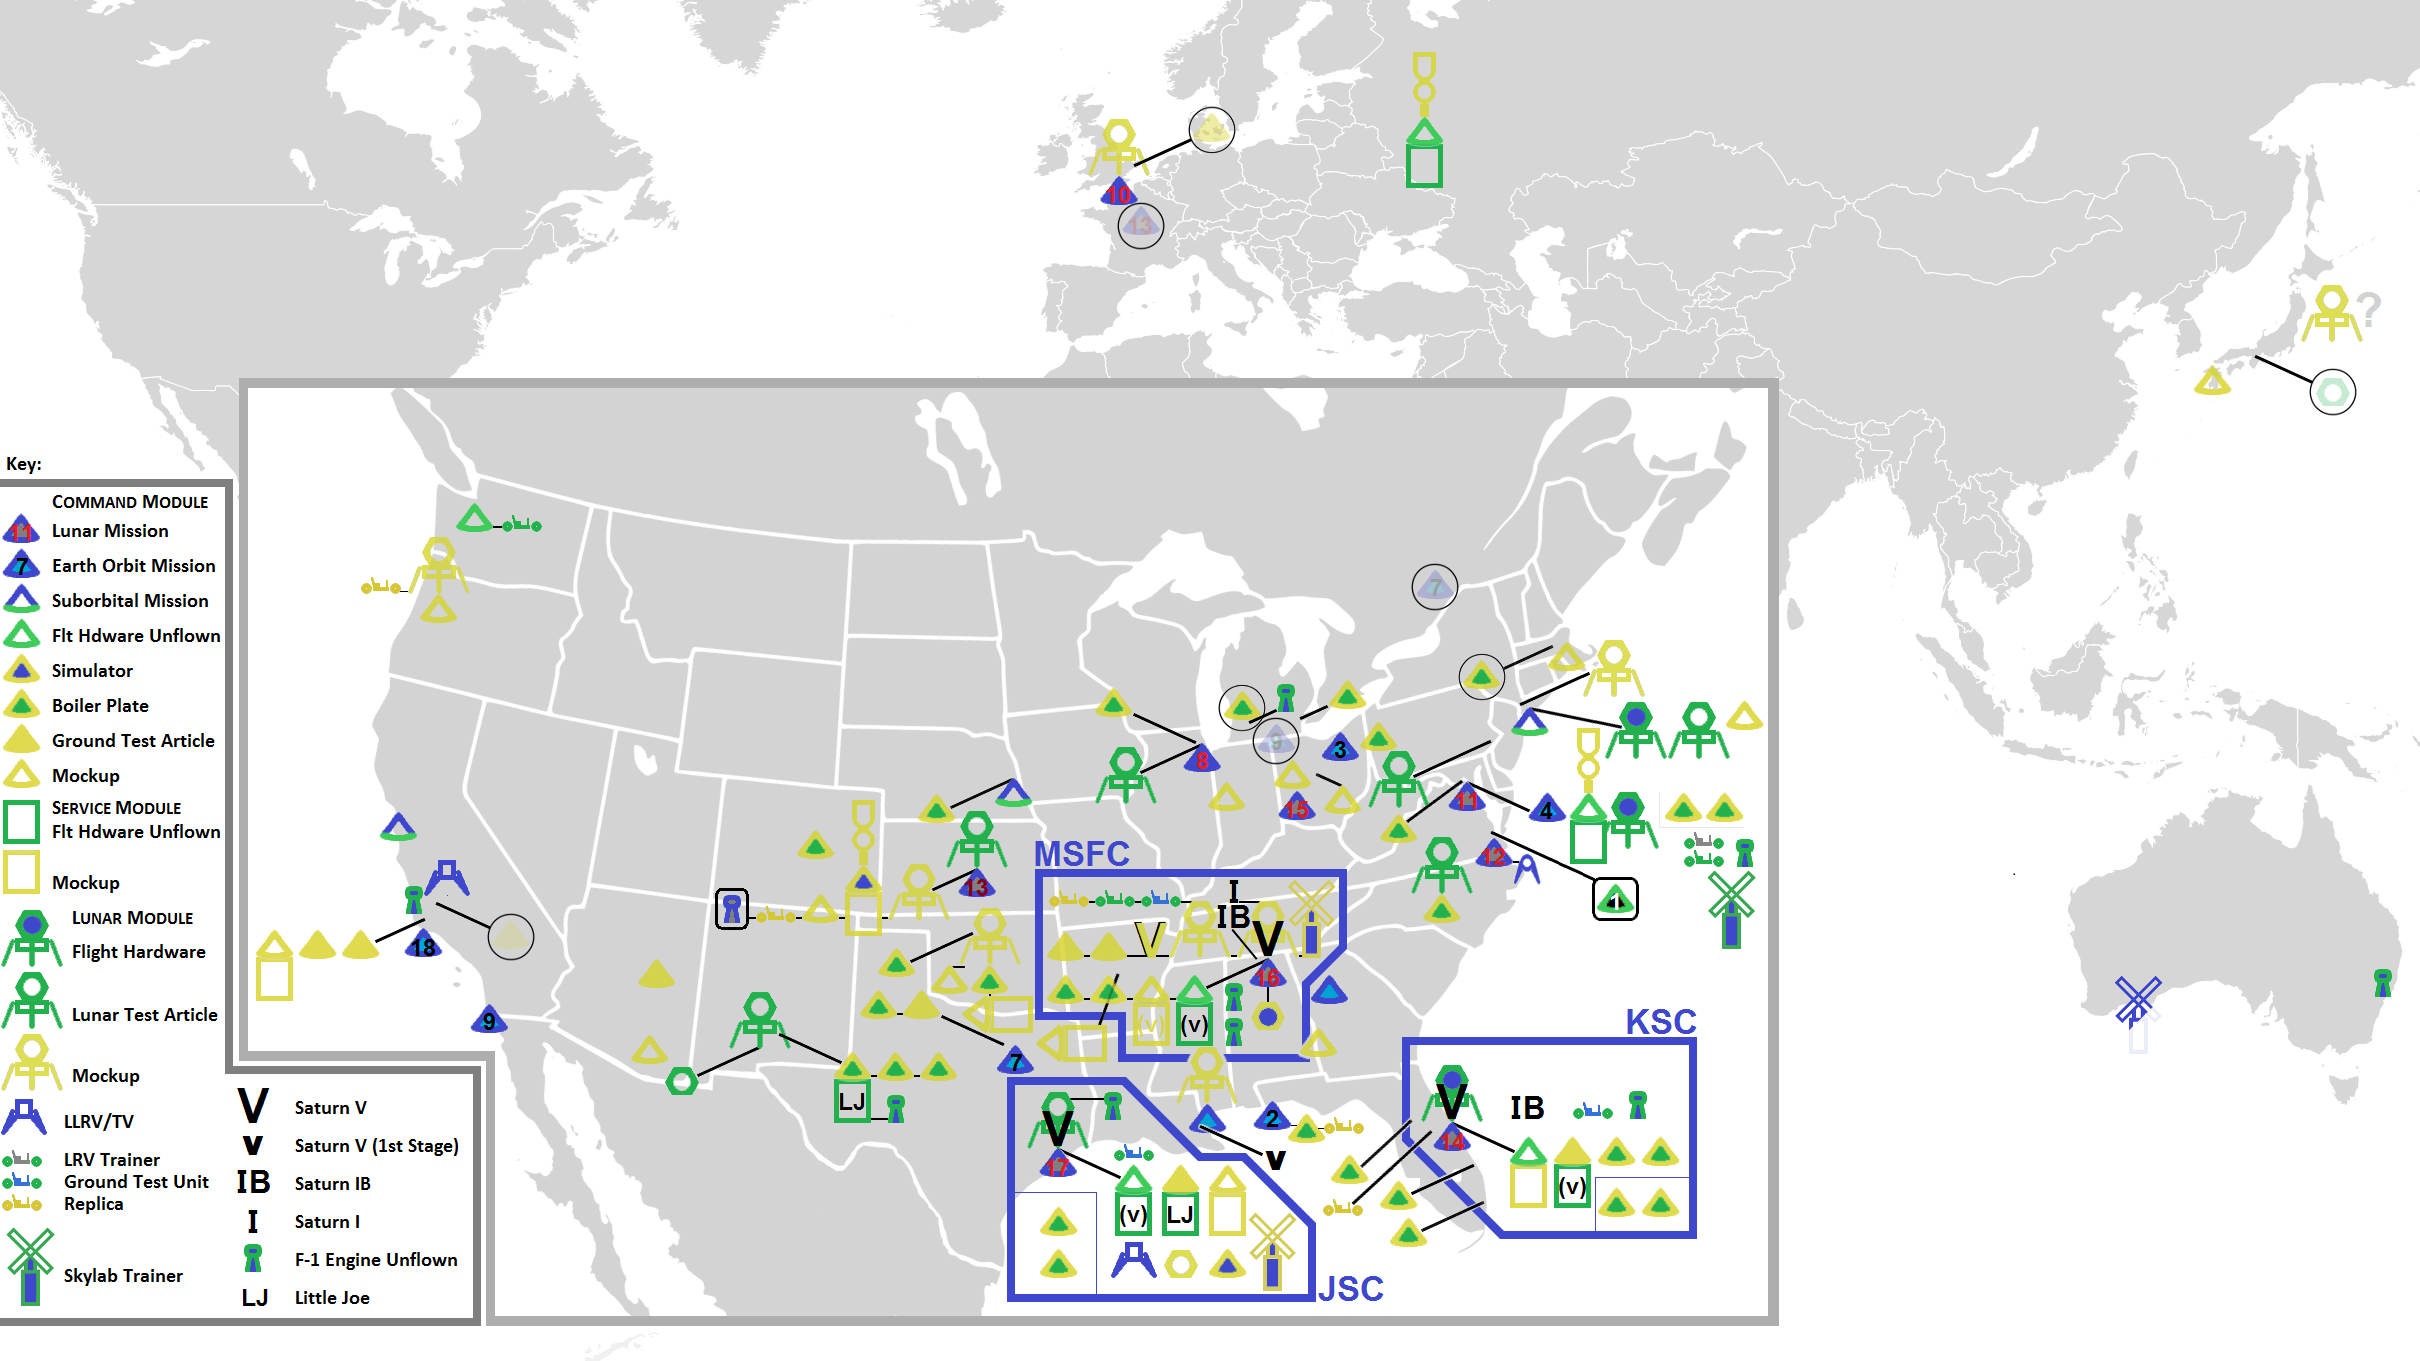 10
13
?
Key:
COMMAND MODULE
11 Lunar Mission
7 Earth Orbit Mission
Suborbital Mission
Flt Hdware Unflown
Simulator
Boiler Plate
Ground Test Article
Mockup
SERVICE MODULE
Flt Hdware Unflown
Mockup
LUNAR MODULE
Flight Hardware
Lunar Test Article
Mockup
LLRV/TV
LRV Trainer
Ground Test Unit
Replica
Skylab Trainer
V Saturn V
v Saturn V (1st Stage)
IB Saturn IB
I Saturn I
F-1 Engine Unflown
LJ Little Joe
7
9
3
8
15
11
4
12
1
13
18
9
7
LJ
MSFC
I
IB
V
V
16
(v)
(v)
2
v
V
17
(v)
LJ
JSC
KSC
V
IB
14
(v)